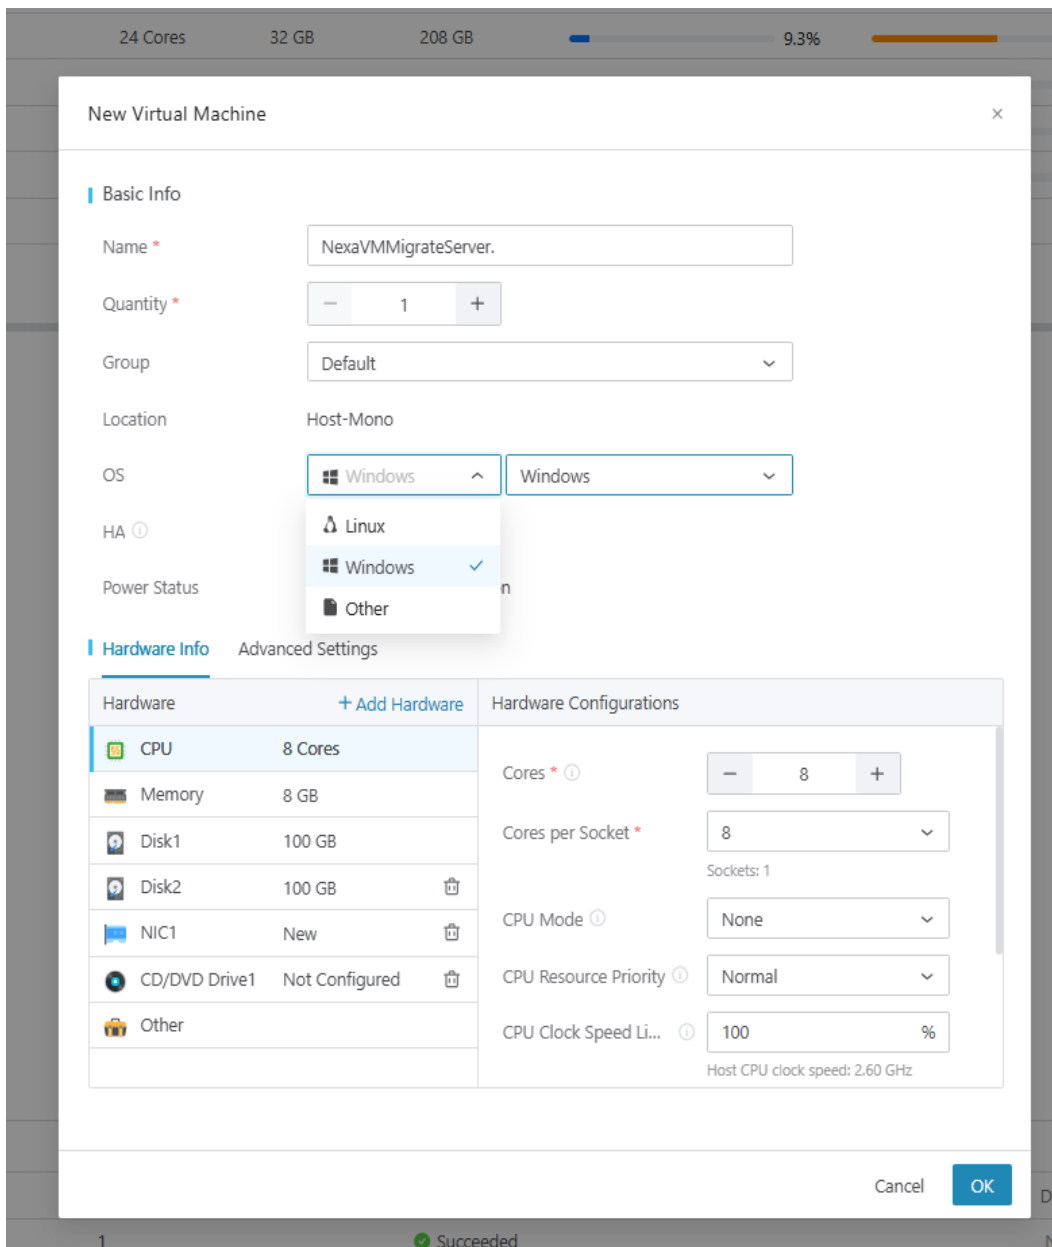 24 Cores 32 GB 208 GB 9.3%
New Virtual Machine ×
Basic Info
Name * NexaVMMigrateServer.
Quantity * − 1 +
Group Default
Location Host-Mono
OS Windows Windows
Linux
HA
Windows
Power Status n
Other
Hardware Info Advanced Settings
Hardware + Add Hardware Hardware Configurations
CPU 8 Cores
Cores * − 8 +
Memory 8 GB
Cores per Socket * 8
Disk1 100 GB
Sockets: 1
Disk2 100 GB
CPU Mode None
NIC1 New
CPU Resource Priority Normal
CD/DVD Drive1 Not Configured
Other
CPU Clock Speed Li... 100 %
Host CPU clock speed: 2.60 GHz
Cancel OK
D
1 Succeeded